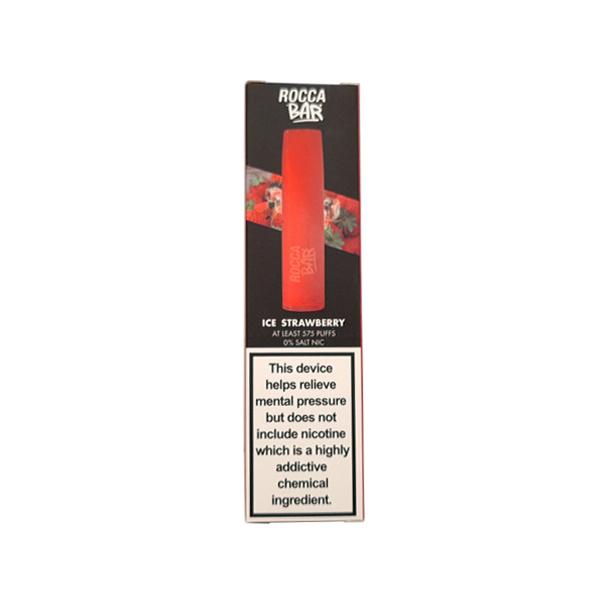 ROCCA
BAR
ROCCA
BAR
ICE STRAWBERRY
AT LEAST 575 PUFFS
0% SALT NIC
This device
helps relieve
mental pressure
but does not
include nicotine
which is a highly
addictive
chemical
ingredient.